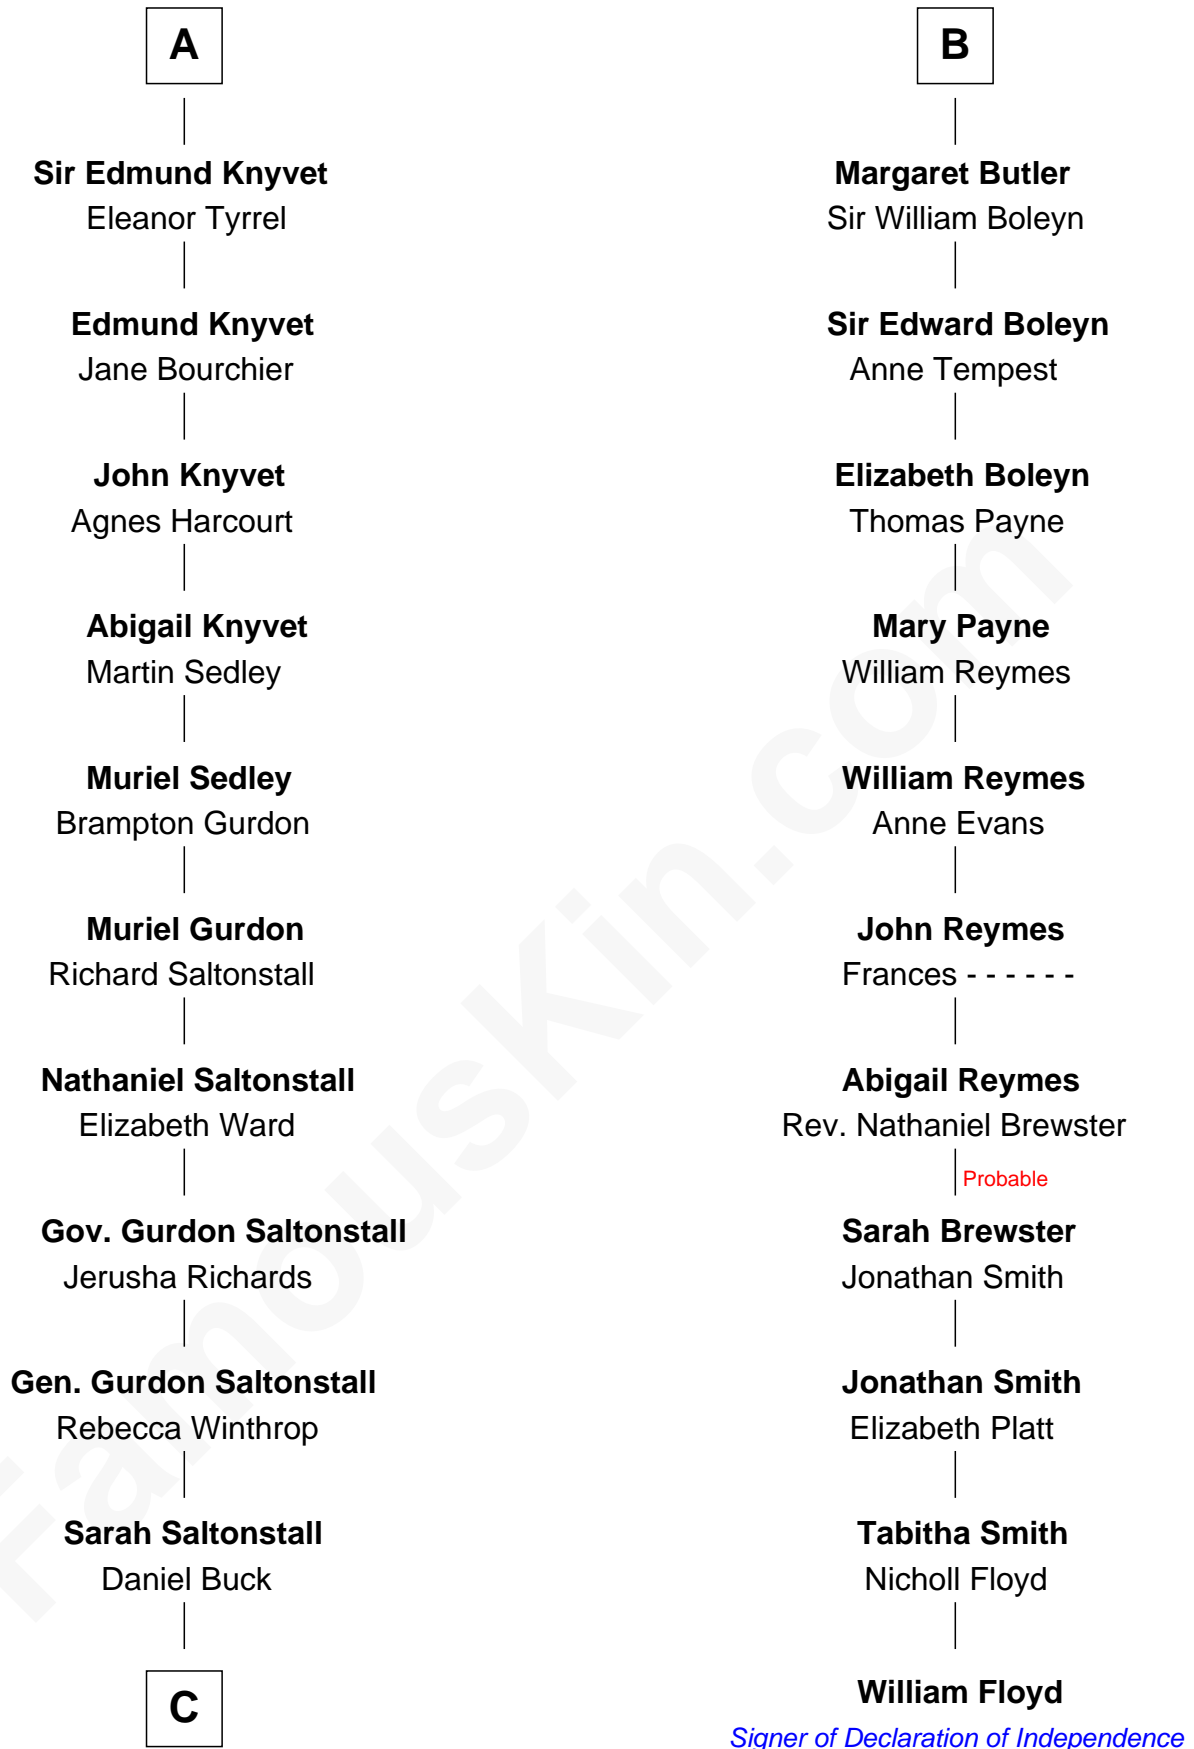 A
Sir Edmund Knyvet
Eleanor Tyrrel
Edmund Knyvet
Jane Bourchier
John Knyvet
Agnes Harcourt
Abigail Knyvet
Martin Sedley
Muriel Sedley
Brampton Gurdon
Muriel Gurdon
Richard Saltonstall
Nathaniel Saltonstall
Elizabeth Ward
Gov. Gurdon Saltonstall
Jerusha Richards
Gen. Gurdon Saltonstall
Rebecca Winthrop
Sarah Saltonstall
Daniel Buck
C
B
Margaret Butler
Sir William Boleyn
Sir Edward Boleyn
Anne Tempest
Elizabeth Boleyn
Thomas Payne
Mary Payne
William Reymes
William Reymes
Anne Evans
John Reymes
Frances - - - - - -
Abigail Reymes
Rev. Nathaniel Brewster
Probable
Sarah Brewster
Jonathan Smith
Jonathan Smith
Elizabeth Platt
Tabitha Smith
Nicholl Floyd
William Floyd
Signer of Declaration of Independence
FamousKin.com